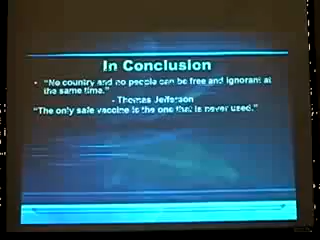 In Conclusion
• "No country and no people can be free and ignorant at
the same time."
- Thomas Jefferson
"The only safe vaccine is the one that is never used."